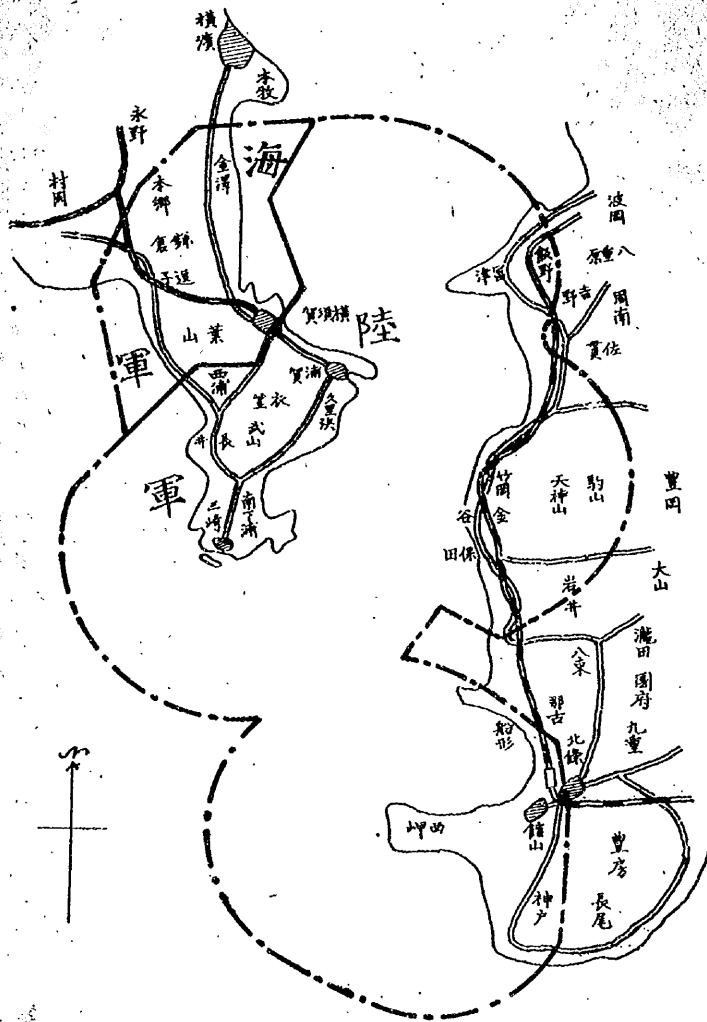 横濱
本牧
永野
村岡
本郷
金澤
海
鎌倉
逗子
葉山
横須賀
陸
軍
西浦
浦賀
衣笠
武山
長井
久里浜
軍
三崎
南下浦
波岡
飯野
八重原
富津
吉野
周南
佐貫
竹岡
天神山
駒山
豊岡
金谷
保田
大山
岩井
瀧田
八束
國府
那古
船形
北條
九重
西岬
館山
豊房
神戸
長尾